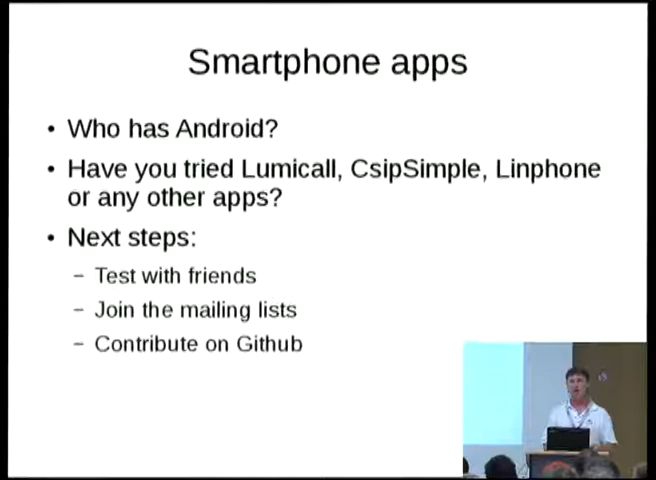 Smartphone apps
• Who has Android?
• Have you tried Lumicall, CsipSimple, Linphone
or any other apps?
• Next steps:
– Test with friends
– Join the mailing lists
– Contribute on Github